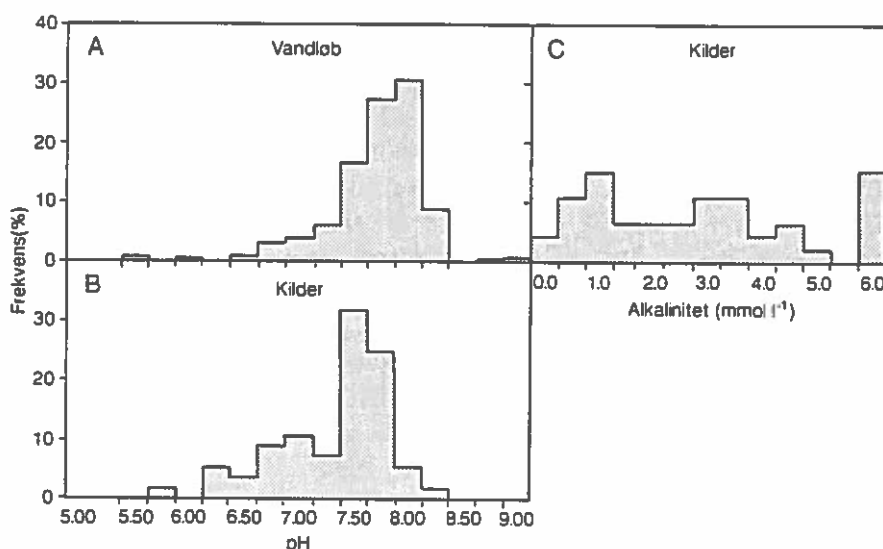 A
Vandløb
40
30
20
10
0
Frekvens(%)
B
Kilder
30
20
10
0
5.00 5.50 6.00 6.50 7.00 7.50 8.00 8.50 9.00
pH
C
Kilder
0.0 1.0 2.0 3.0 4.0 5.0 6.0
Alkalinitet (mmol l⁻¹)